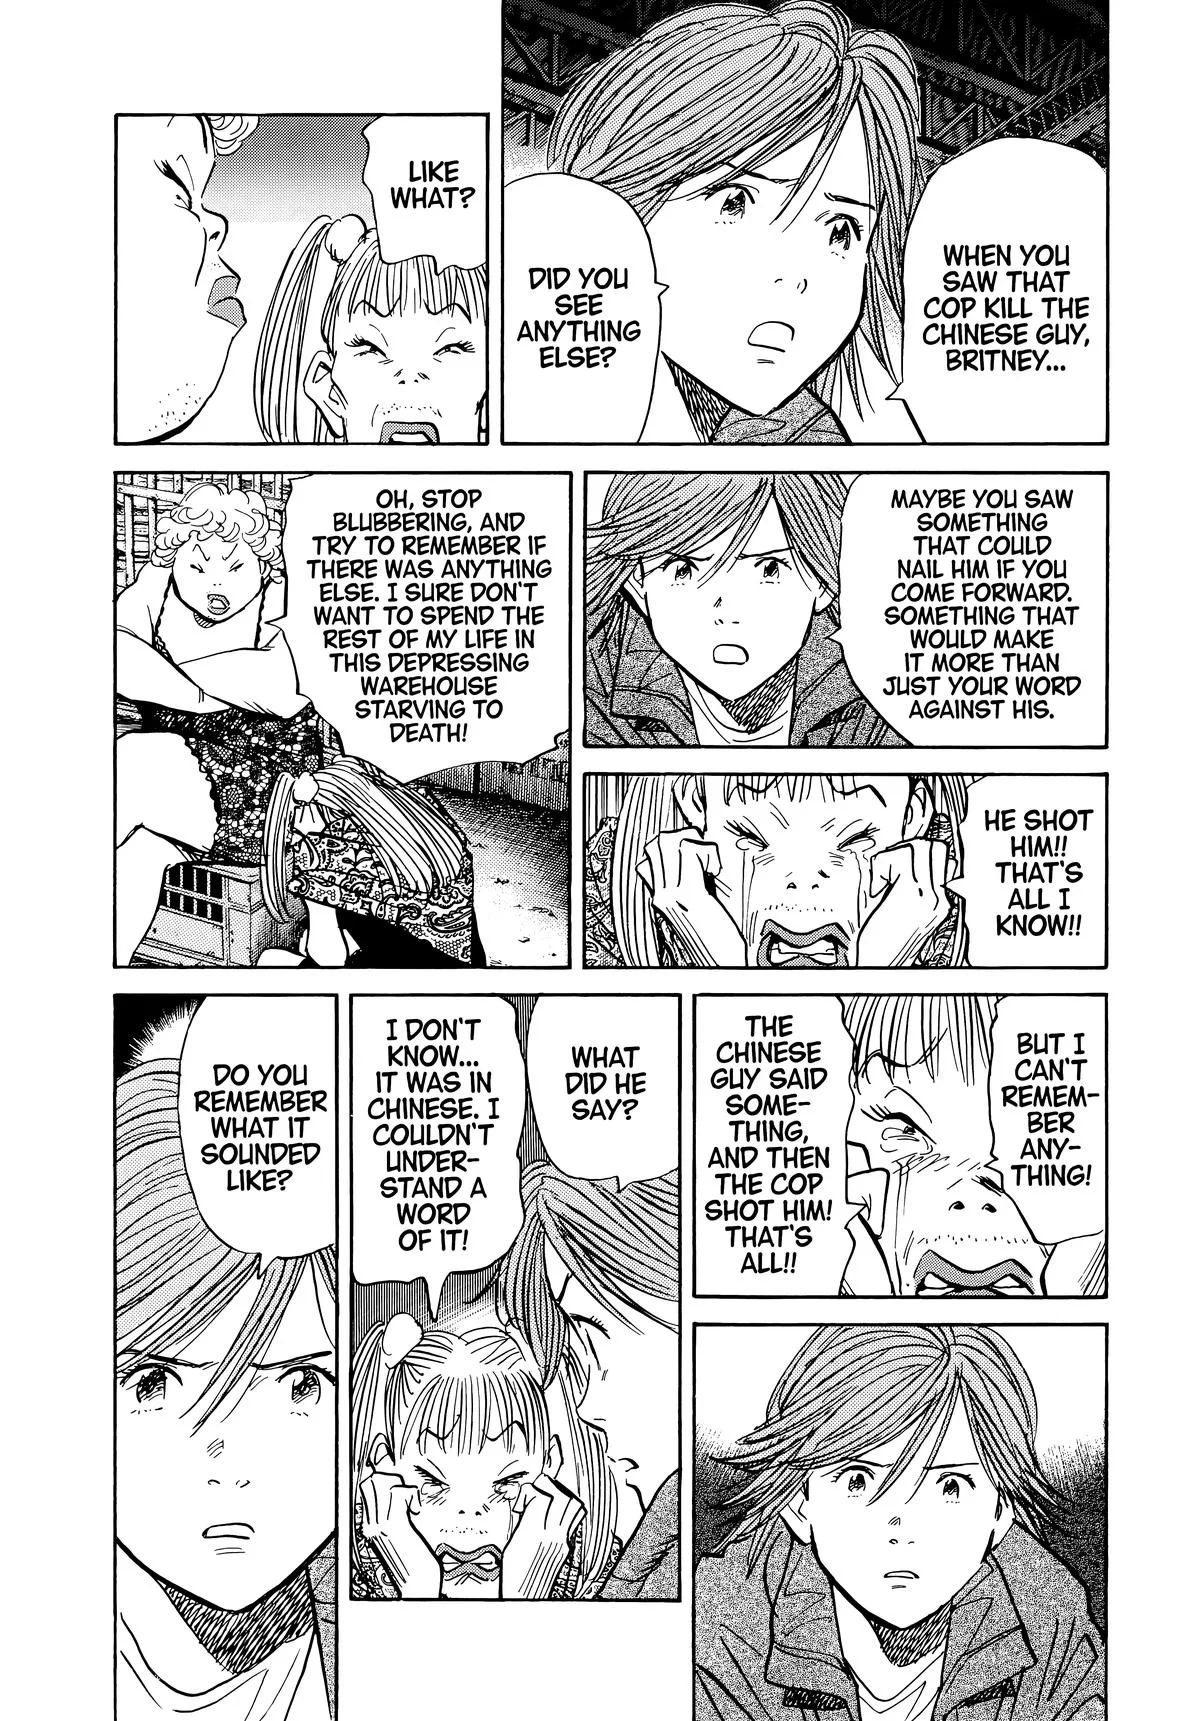 WHEN YOU
SAW THAT
COP KILL THE
CHINESE GUY,
BRITNEY...
DID YOU
SEE
ANYTHING
ELSE?
LIKE
WHAT?
MAYBE YOU SAW
SOMETHING
THAT COULD
NAIL HIM IF YOU
COME FORWARD.
SOMETHING THAT
WOULD MAKE
IT MORE THAN
JUST YOUR WORD
AGAINST HIS.
HE SHOT
HIM!!
THAT'S
ALL I
KNOW!!
OH, STOP
BLUBBERING, AND
TRY TO REMEMBER IF
THERE WAS ANYTHING
ELSE. I SURE DON'T
WANT TO SPEND THE
REST OF MY LIFE IN
THIS DEPRESSING
WAREHOUSE
STARVING TO
DEATH!
BUT I
CAN'T
REMEM-
BER
ANY-
THING!
THE
CHINESE
GUY SAID
SOME-
THING,
AND THEN
THE COP
SHOT HIM!
THAT'S
ALL!!
WHAT
DID HE
SAY?
I DON'T
KNOW...
IT WAS IN
CHINESE. I
COULDN'T
UNDER-
STAND A
WORD
OF IT!
DO YOU
REMEMBER
WHAT IT
SOUNDED
LIKE?